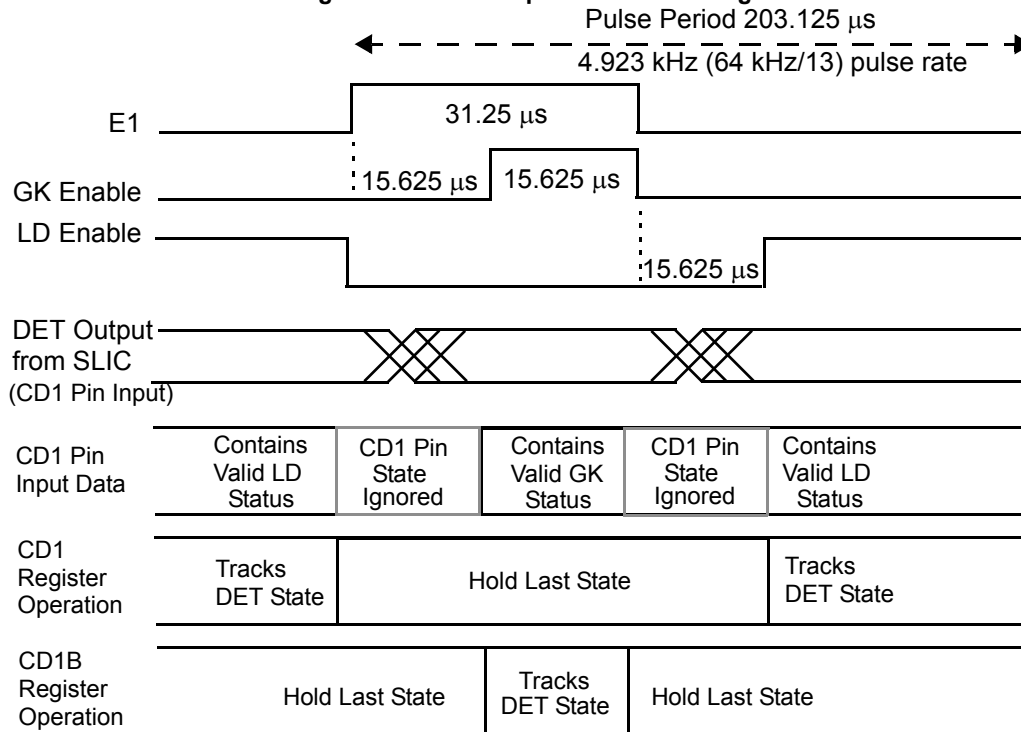 Pulse Period 203.125 μs
4.923 kHz (64 kHz/13) pulse rate
E1
31.25 μs
GK Enable
15.625 μs
15.625 μs
LD Enable
15.625 μs
DET Output
from SLIC
(CD1 Pin Input)
CD1 Pin
Input Data
Contains
Valid LD
Status
CD1 Pin
State
Ignored
Contains
Valid GK
Status
CD1 Pin
State
Ignored
Contains
Valid LD
Status
CD1
Register
Operation
Tracks
DET State
Hold Last State
Tracks
DET State
CD1B
Register
Operation
Hold Last State
Tracks
DET State
Hold Last State